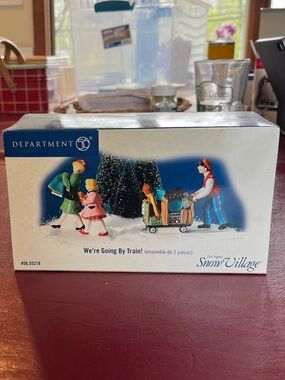 DEPARTMENT 56
We're Going By Train! (ensemble de 2 pièces)
#56.55218
The Original
Snow Village